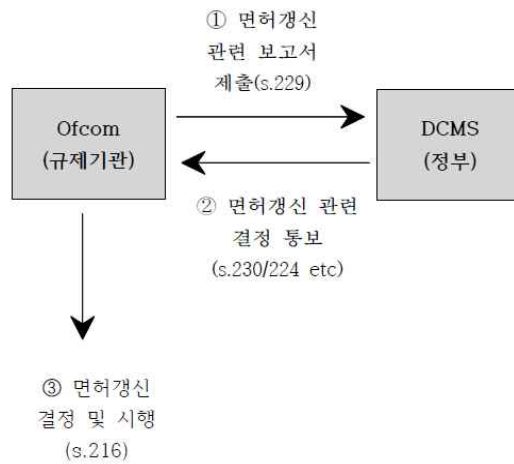 ① 면허갱신
관련 보고서
제출(s.229)
Ofcom
(규제기관)
DCMS
(정부)
② 면허갱신 관련
결정 통보
(s.230/224 etc)
③ 면허갱신
결정 및 시행
(s.216)